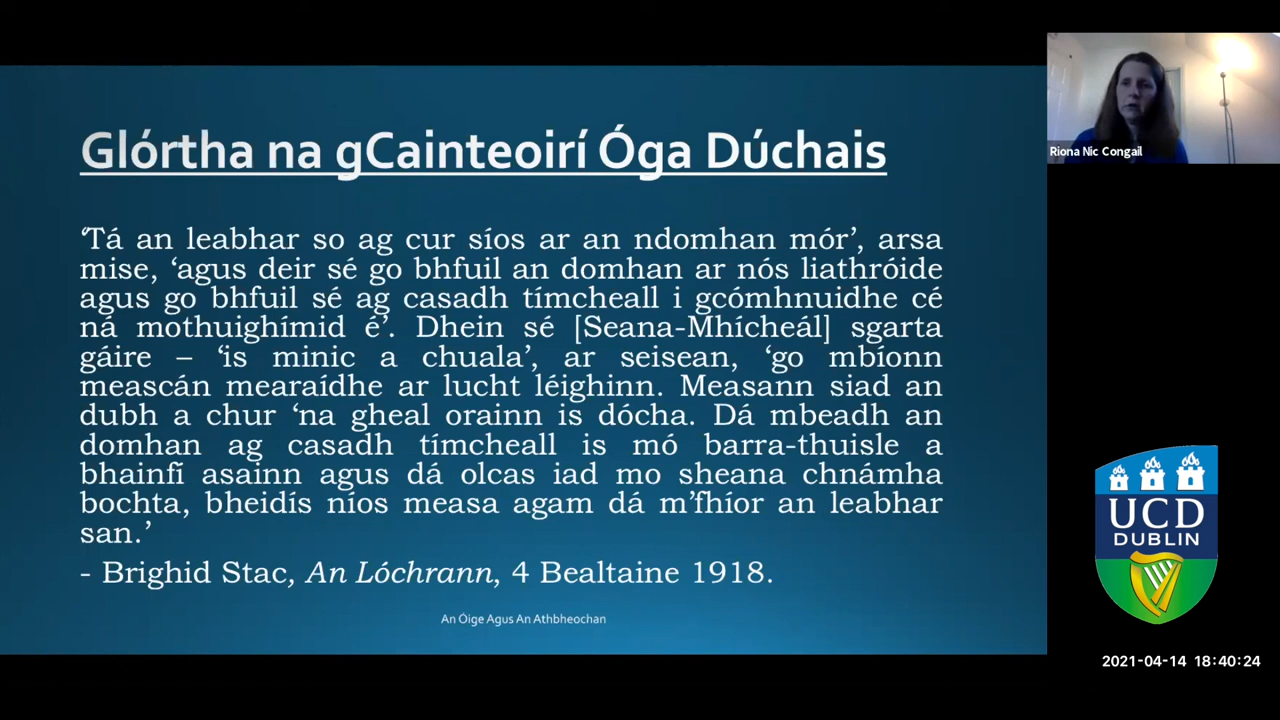 Glórtha na gCainteoirí Óga Dúchais
‘Tá an leabhar so ag cur síos ar an ndomhan mór’, arsa
mise, ‘agus deir sé go bhfuil an domhan ar nós liathróide
agus go bhfuil sé ag casadh tímcheall i gcómhnuidhe cé
ná mothuighímid é’. Dhein sé [Seana-Mhícheál] sgarta
gáire – ‘is minic a chuala’, ar seisean, ‘go mbíonn
meascán mearaídhe ar lucht léighinn. Measann siad an
dubh a chur ‘na gheal orainn is dócha. Dá mbeadh an
domhan ag casadh tímcheall is mó barra-thuisle a
bhainfí asainn agus dá olcas iad mo sheana chnámha
bochta, bheidís níos measa agam dá m’fhíor an leabhar
san.’
- Brighid Stac, An Lóchrann, 4 Bealtaine 1918.
An Óige Agus An Athbheochan
Riona Nic Congail
UCD
DUBLIN
2021-04-14 18:40:24